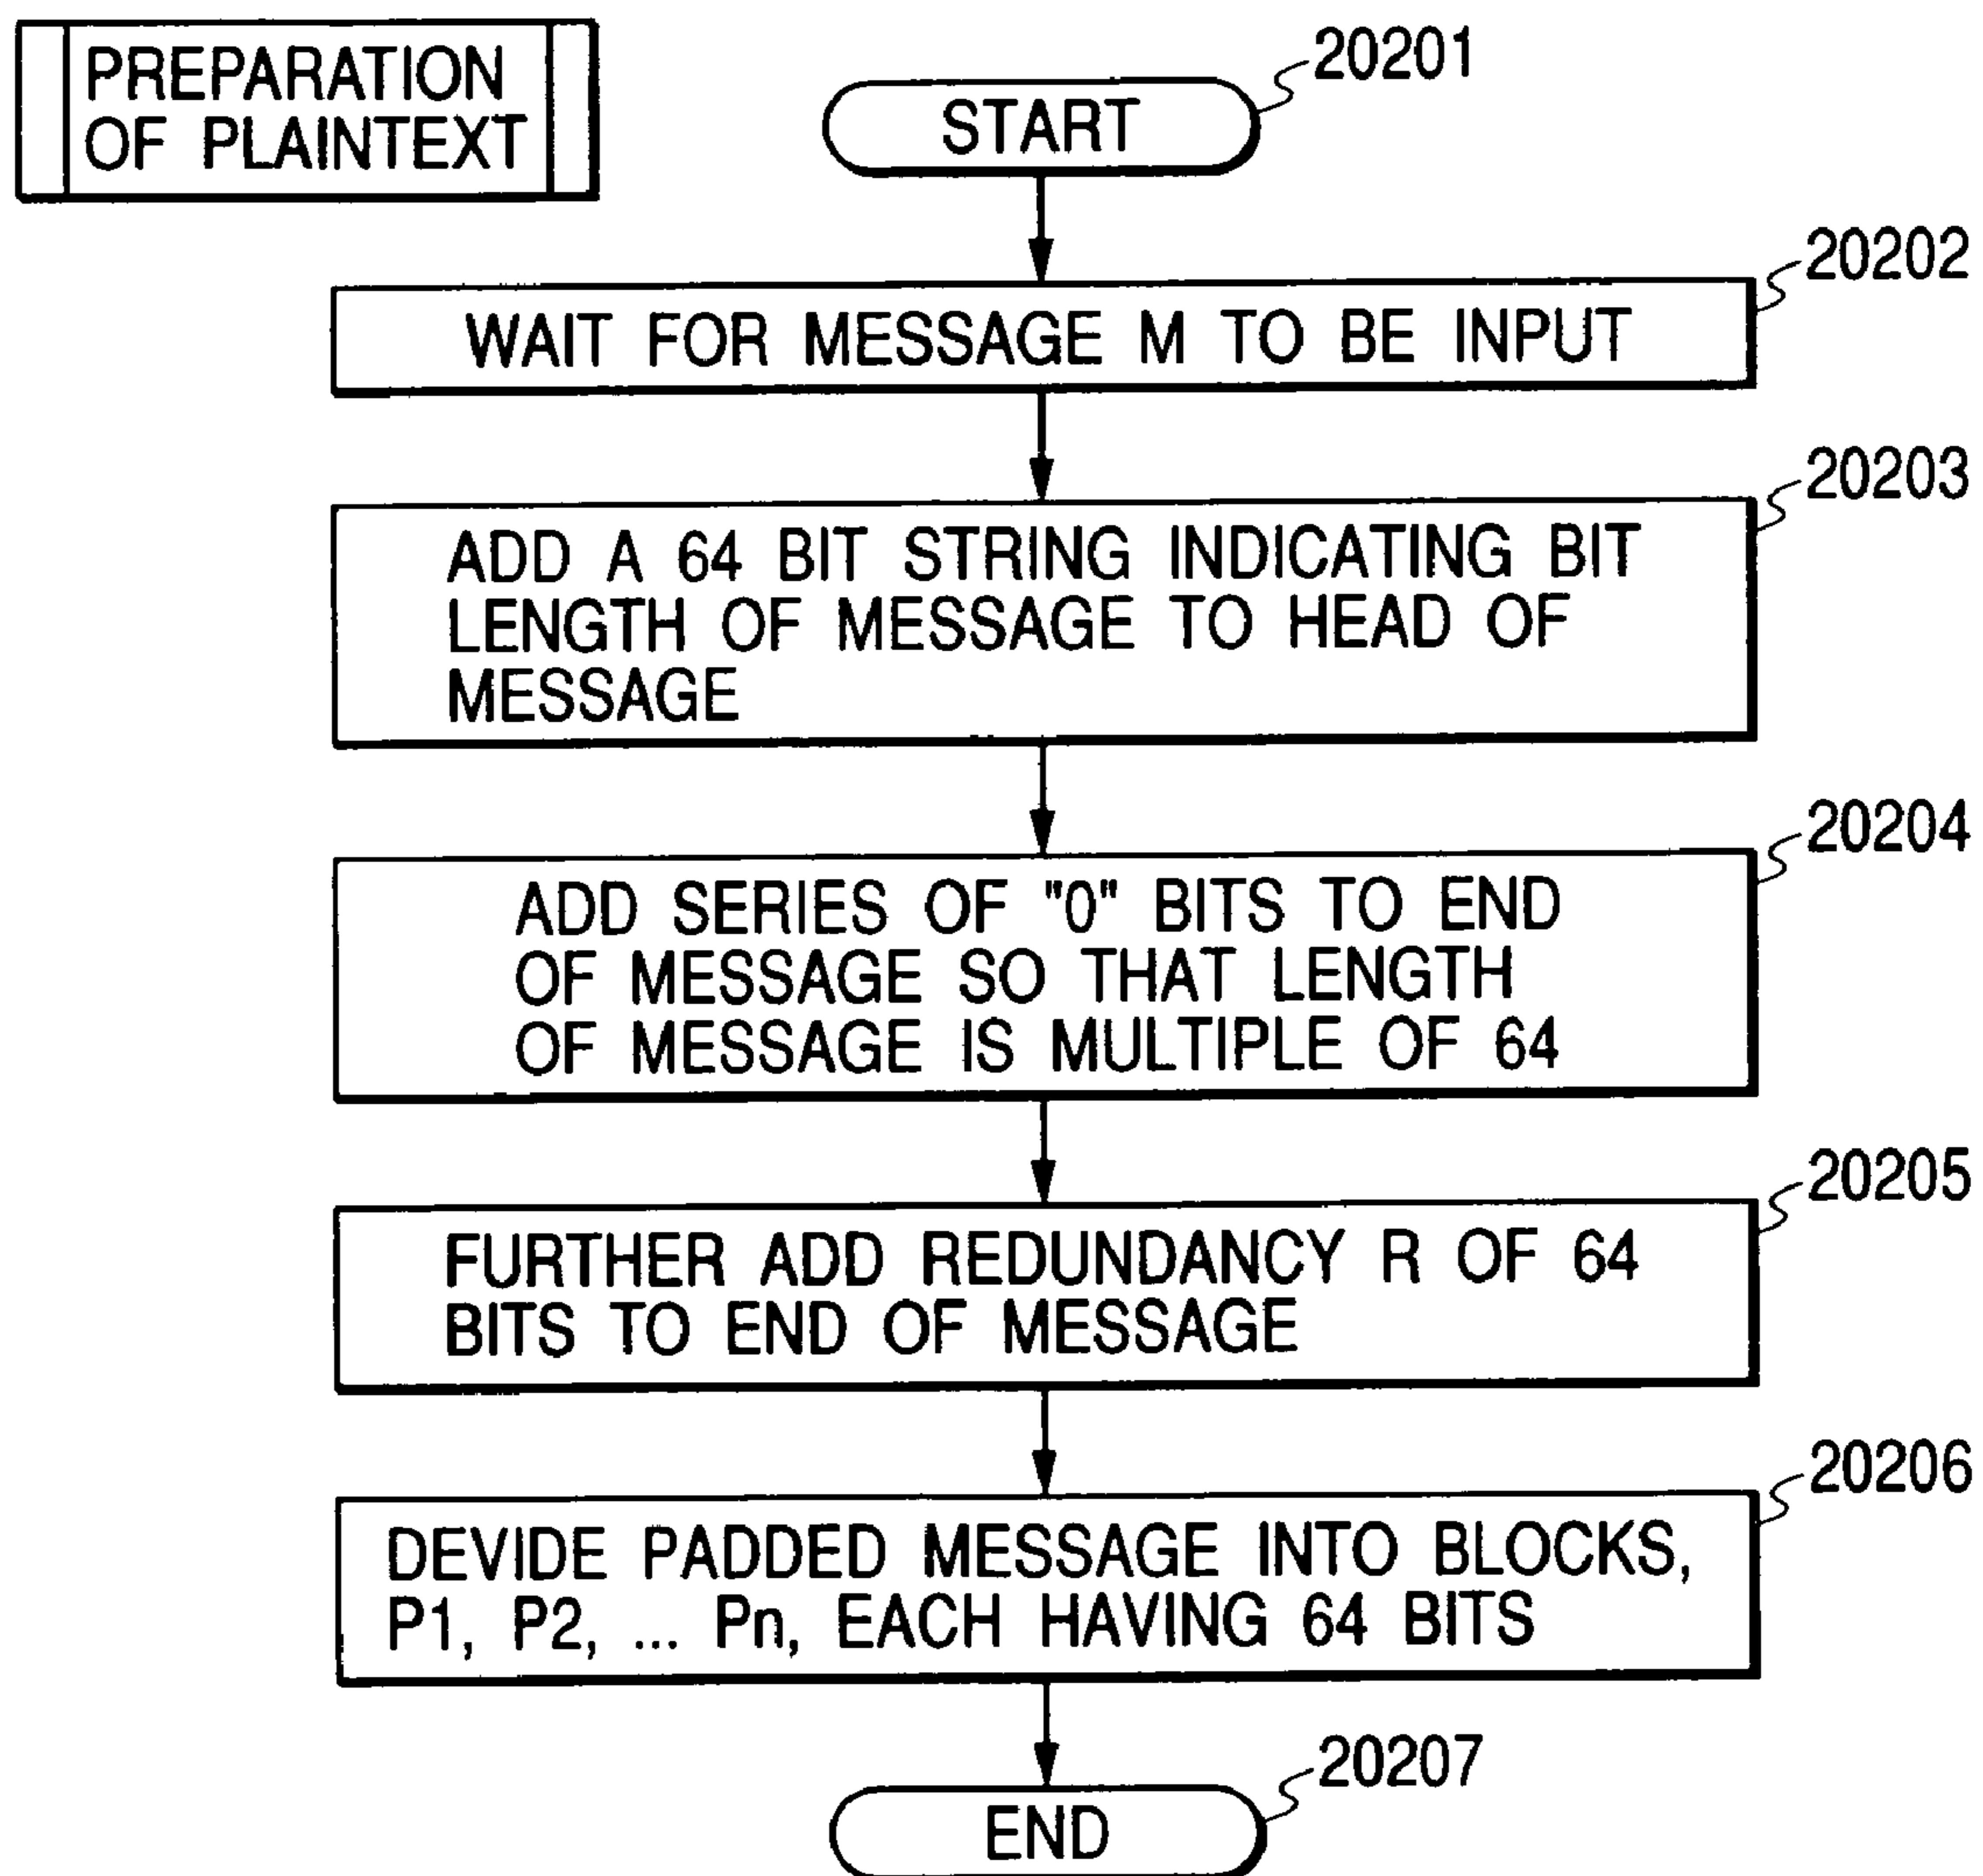 PREPARATION
OF PLAINTEXT
START
20201
20202
WAIT FOR MESSAGE M TO BE INPUT
20203
ADD A 64 BIT STRING INDICATING BIT
LENGTH OF MESSAGE TO HEAD OF
MESSAGE
20204
ADD SERIES OF "0" BITS TO END
OF MESSAGE SO THAT LENGTH
OF MESSAGE IS MULTIPLE OF 64
20205
FURTHER ADD REDUNDANCY R OF 64
BITS TO END OF MESSAGE
20206
DEVIDE PADDED MESSAGE INTO BLOCKS,
P1, P2, ... Pn, EACH HAVING 64 BITS
20207
END